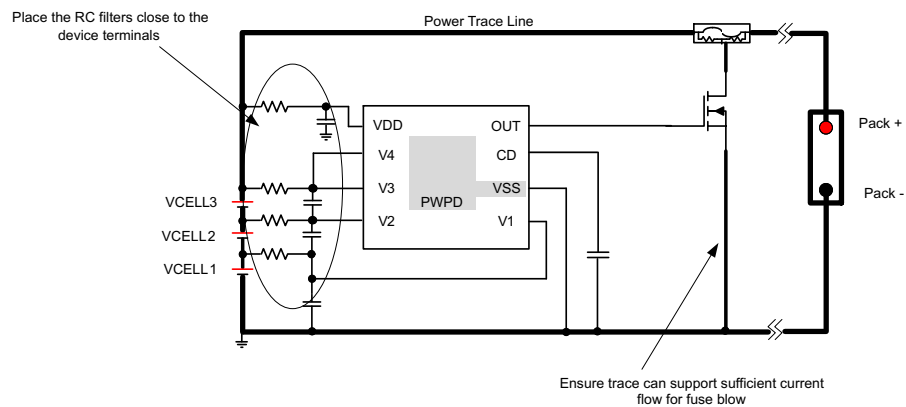 Place the RC filters close to the
device terminals
Power Trace Line
VDD
OUT
V4
CD
V3
VSS
PWPD
V2
V1
VCELL3
VCELL2
VCELL1
Pack +
Pack -
Ensure trace can support sufficient current
flow for fuse blow